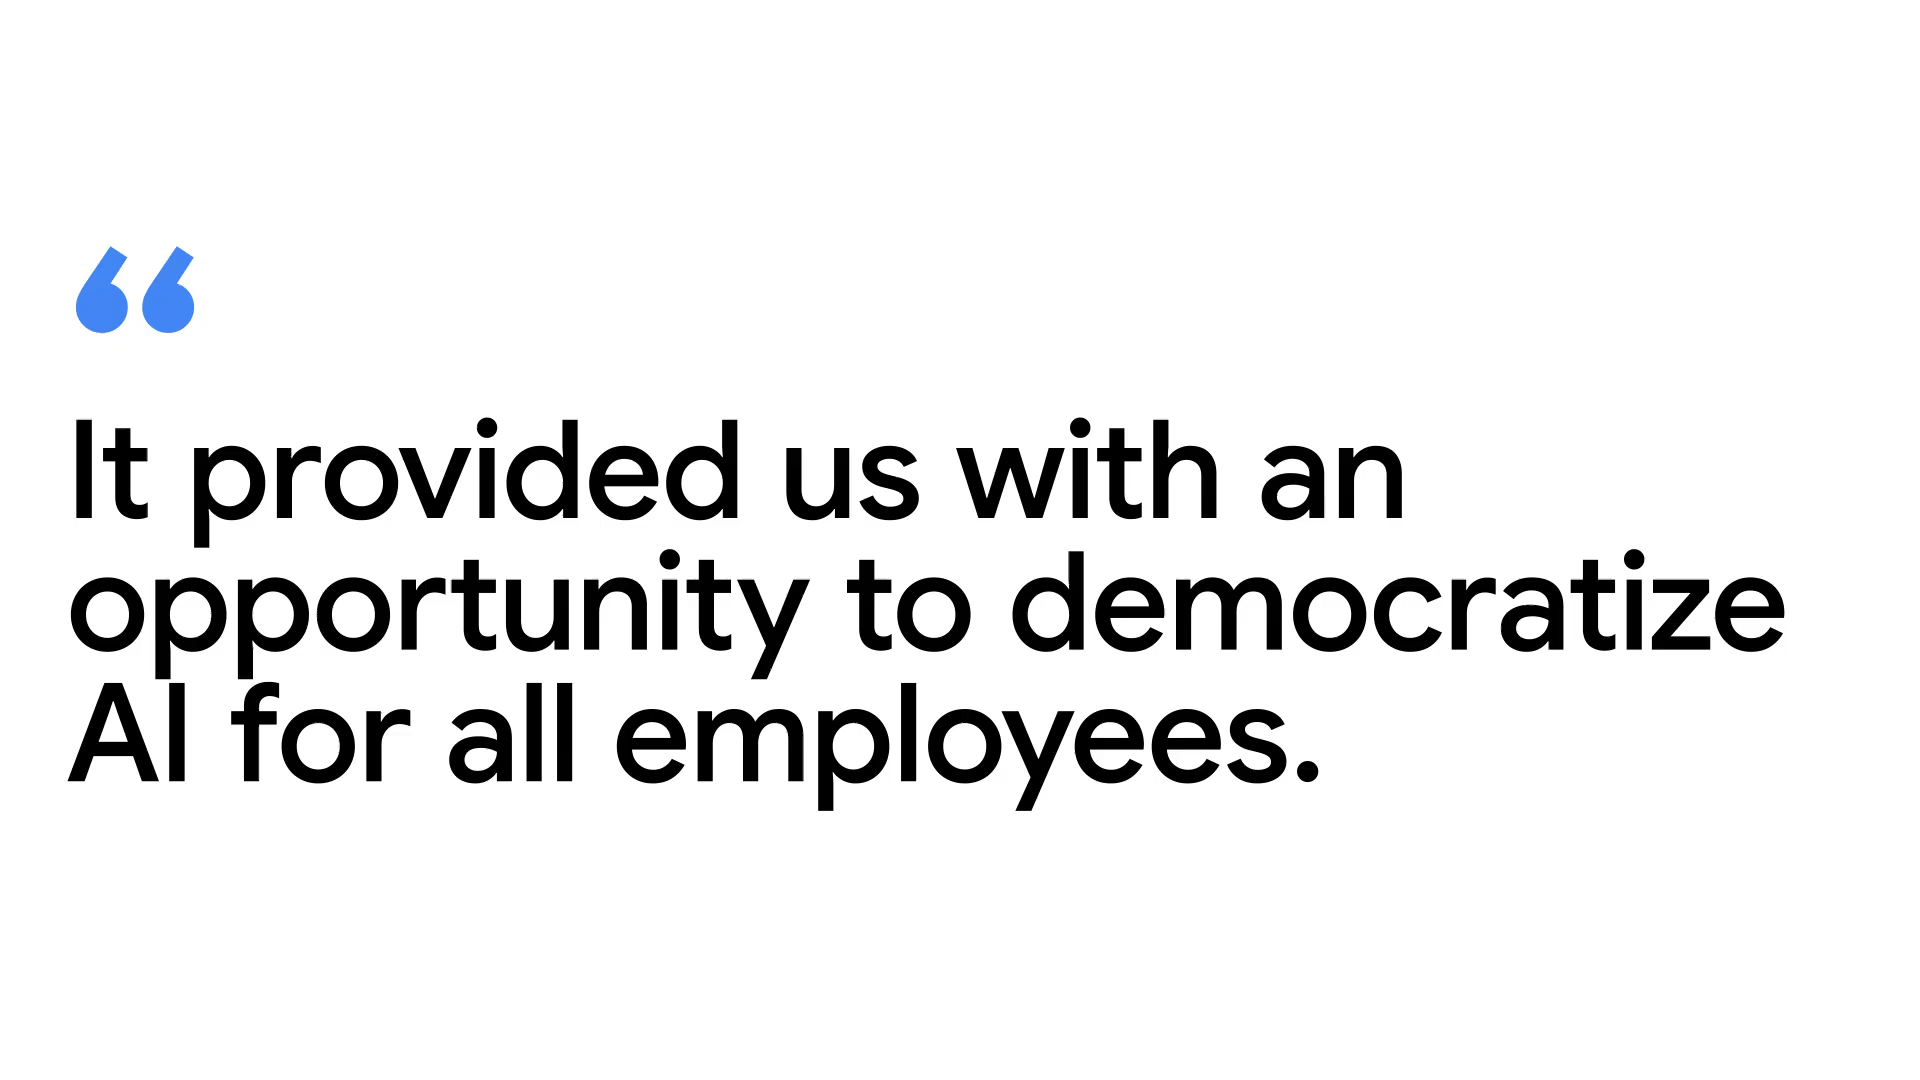 “
It provided us with an
opportunity to democratize
AI for all employees.